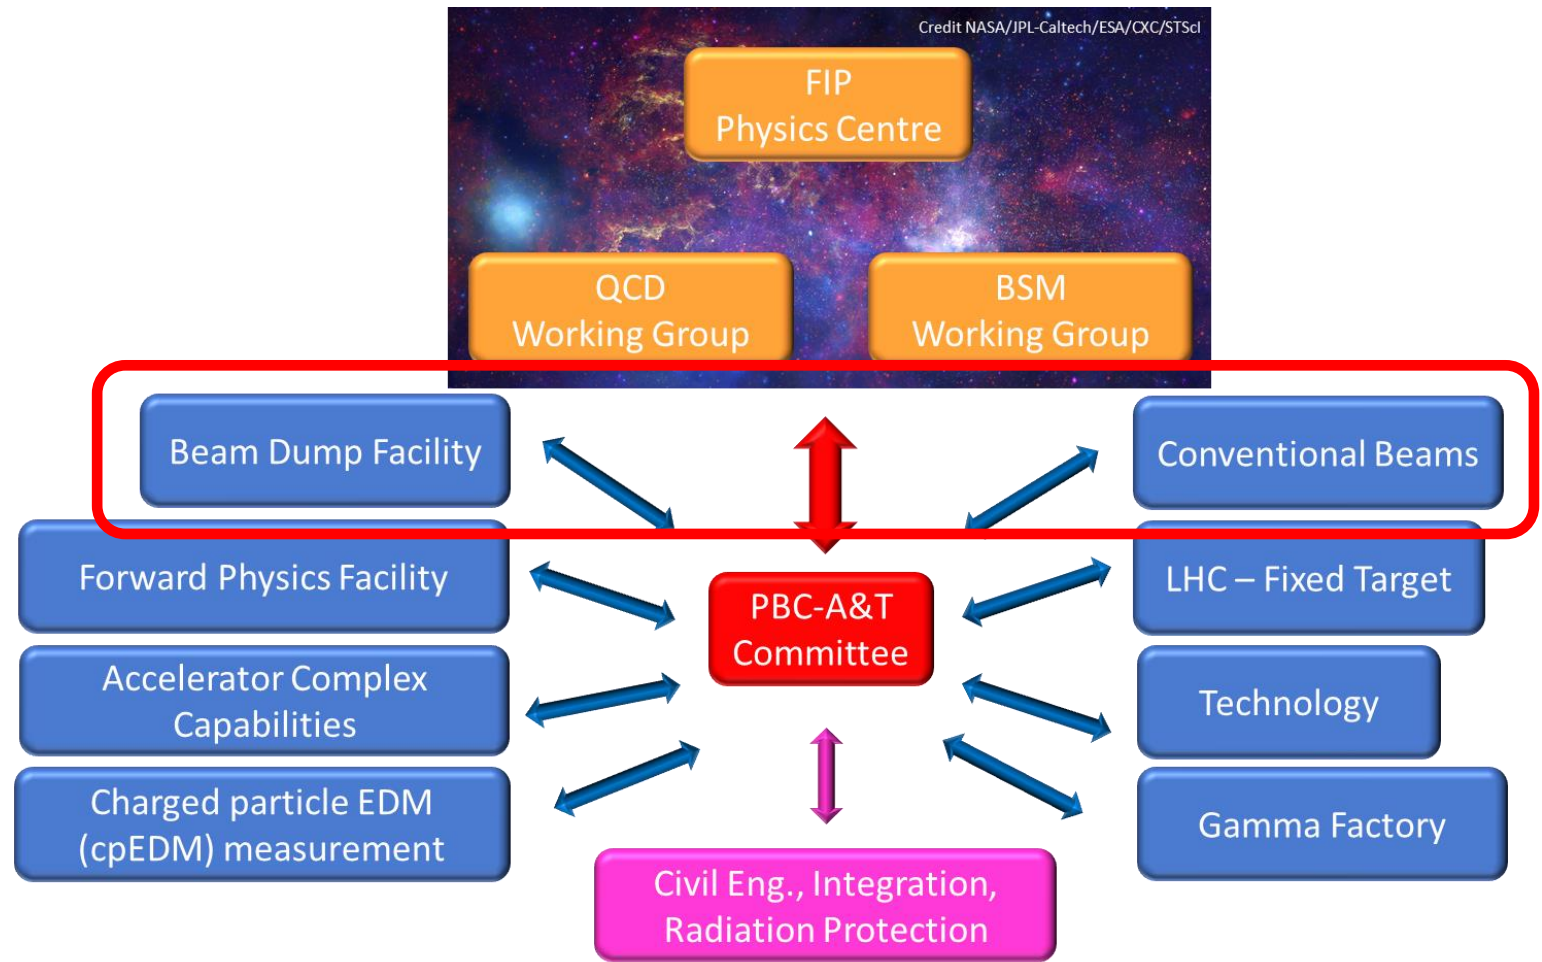 Credit NASA/JPL-Caltech/ESA/CXC/STScI
FIP
Physics Centre
QCD
Working Group
BSM
Working Group
Beam Dump Facility
Conventional Beams
Forward Physics Facility
LHC – Fixed Target
PBC-A&T
Committee
Accelerator Complex
Capabilities
Technology
Charged particle EDM
(cpEDM) measurement
Gamma Factory
Civil Eng., Integration,
Radiation Protection